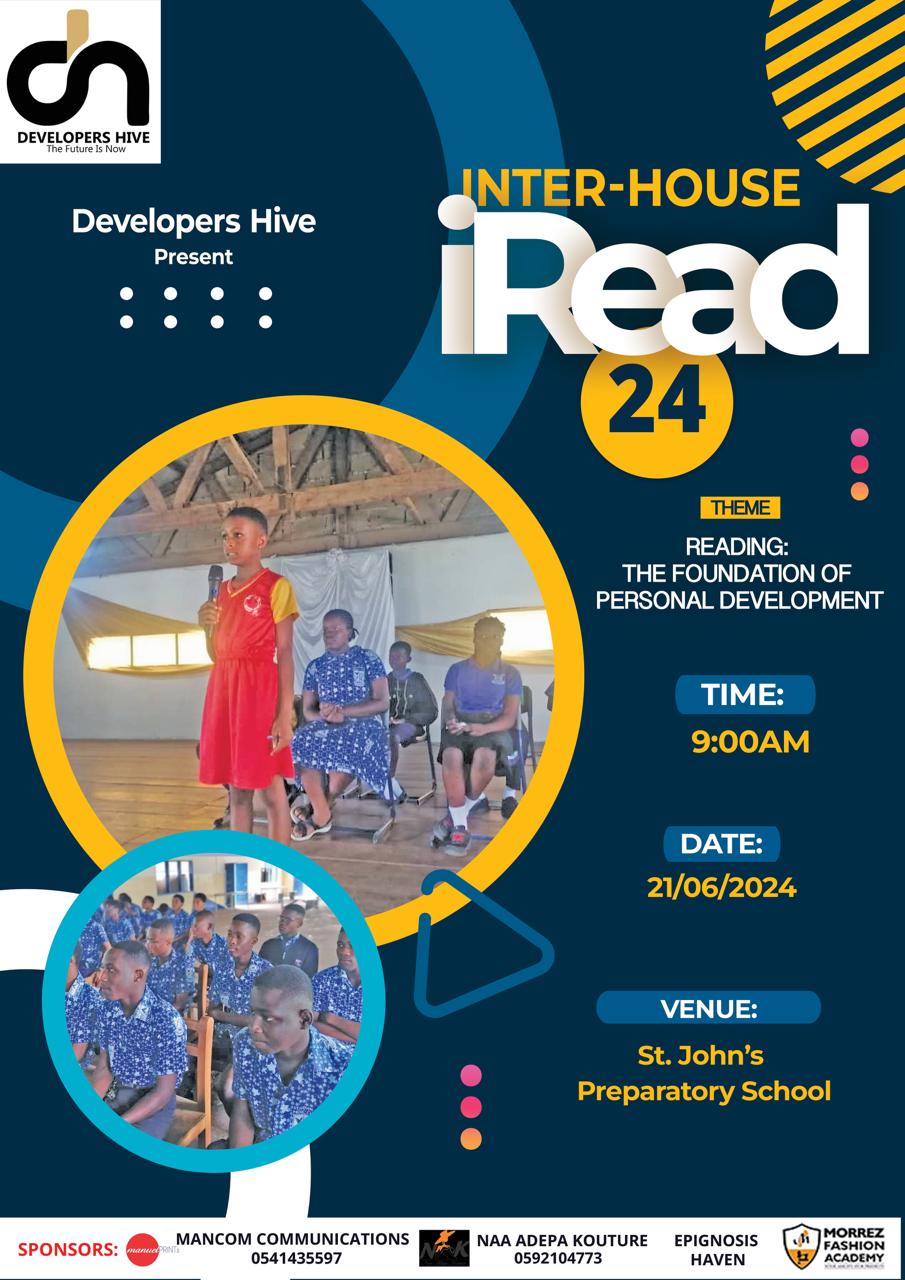 DEVELOPERS HIVE
The Future Is Now
Developers Hive
Present
INTER-HOUSE
iRead
24
THEME
READING:
THE FOUNDATION OF
PERSONAL DEVELOPMENT
TIME:
9:00AM
DATE:
21/06/2024
VENUE:
St. John's
Preparatory School
SPONSORS:
manuelPRINTs
MANCOM COMMUNICATIONS
0541435597
NAK
NAA ADEPA KOUTURE
0592104773
EPIGNOSIS
HAVEN
MORREZ
FASHION
ACADEMY